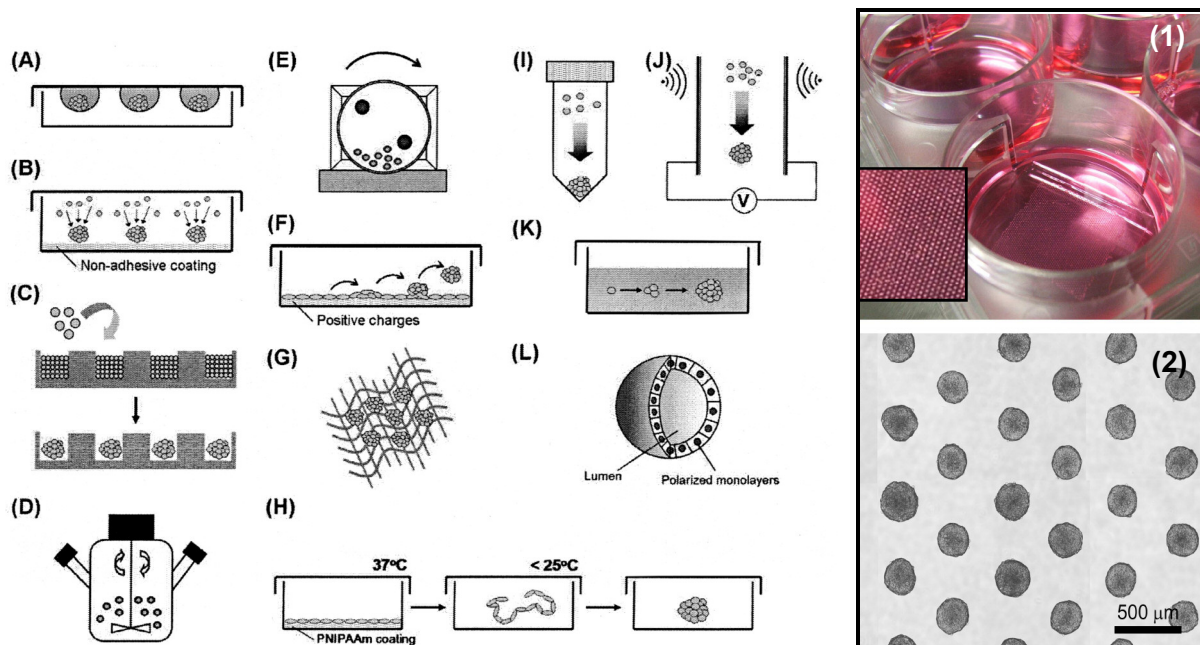 (A)
(B)
Non-adhesive coating
(C)
(D)
(E)
(F)
Positive charges
(G)
(H)
37°C
< 25°C
PNIPAAm coating
(I)
(J)
V
(K)
(L)
Lumen
Polarized monolayers
(1)
(2)
500 μm